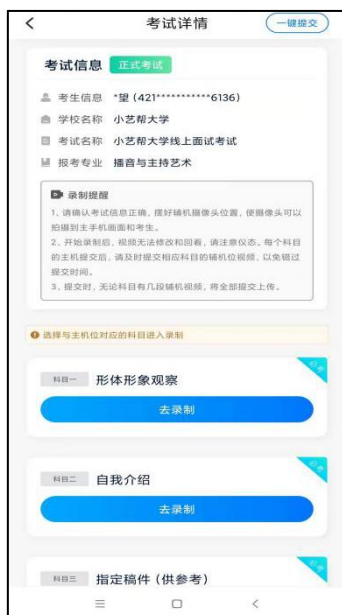 考试详情
一键提交
考试信息 正式考试
考生信息 *望 (421***********6136)
学校名称 小艺帮大学
考试名称 小艺帮大学线上面试考试
报考专业 播音与主持艺术
录制提醒
1、请确认考试信息正确，摆好辅机摄像头位置，使摄像头可以
拍摄到主手机画面和考生。
2、开始录制后，视频无法修改和回看，请注意仪态。每个科目
的主机提交后，请及时提交相应科目的辅机位视频，以免错过
提交时间。
3、提交时，无论科目有几段辅机视频，将全部提交上传。
选择与主机位对应的科目进入录制
必考
科目一 形体形象观察
去录制
必考
科目二 自我介绍
去录制
必考
科目三 指定稿件（供参考）